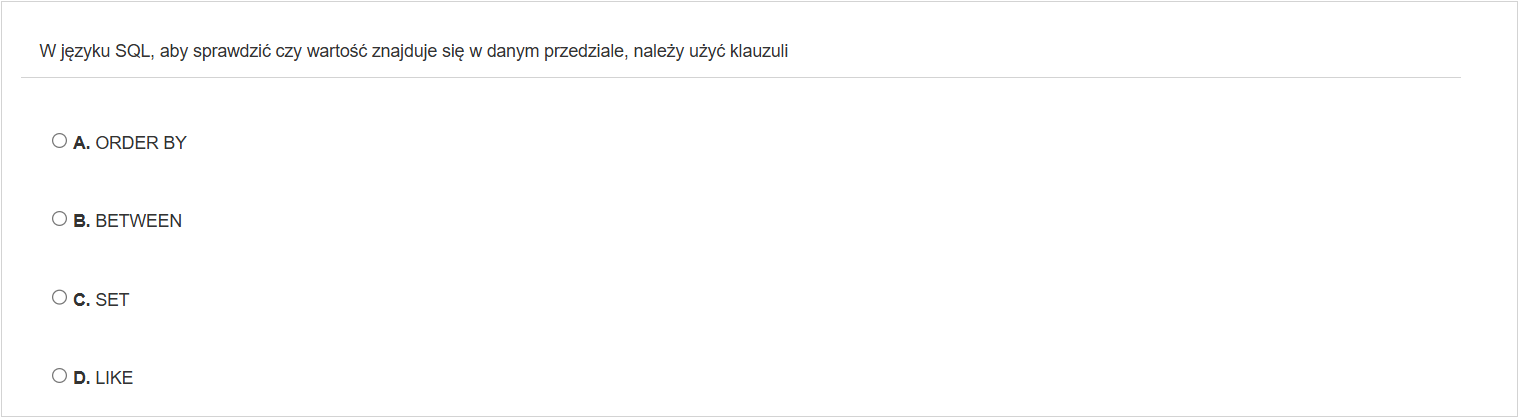 W języku SQL, aby sprawdzić czy wartość znajduje się w danym przedziale, należy użyć klauzuli
A. ORDER BY
B. BETWEEN
C. SET
D. LIKE